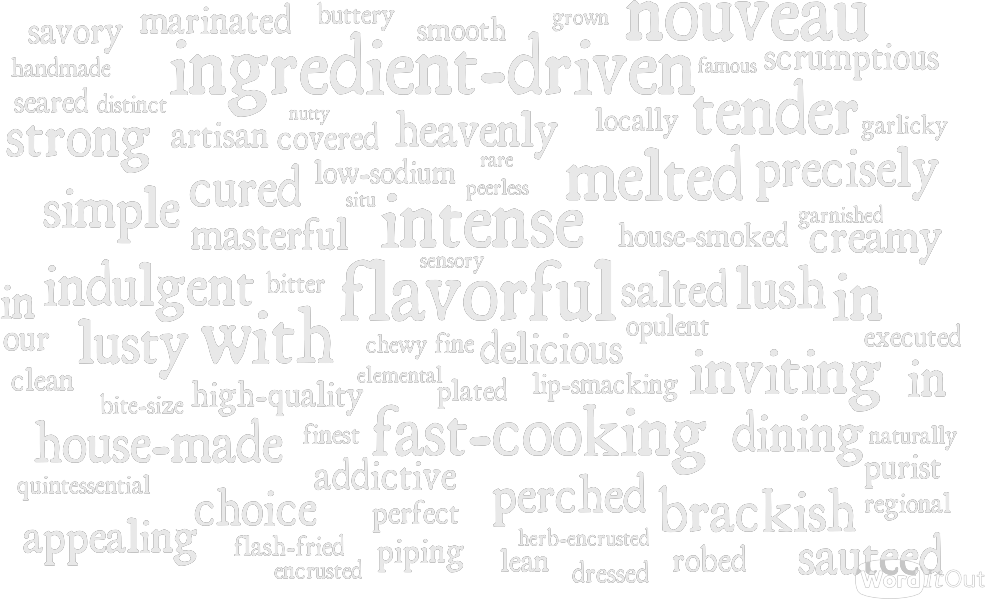 savory marinated buttery smooth grown nouveau
handmade ingredient-driven famous scrumptious
seared distinct nutty locally tender garlicky
strong artisan covered heavenly
rare melted precisely
simple cured low-sodium situ peerless
masterful intense house-smoked garnished creamy
sensory
in indulgent bitter flavorful salted lush in
our lusty with chewy fine delicious opulent executed
clean elemental inviting in
bite-size high-quality plated lip-smacking
house-made finest fast-cooking dining naturally
quintessential addictive purist
choice perfect perched brackish regional
appealing flash-fried piping herb-encrusted robed sauteed
encrusted lean dressed
WordItOut